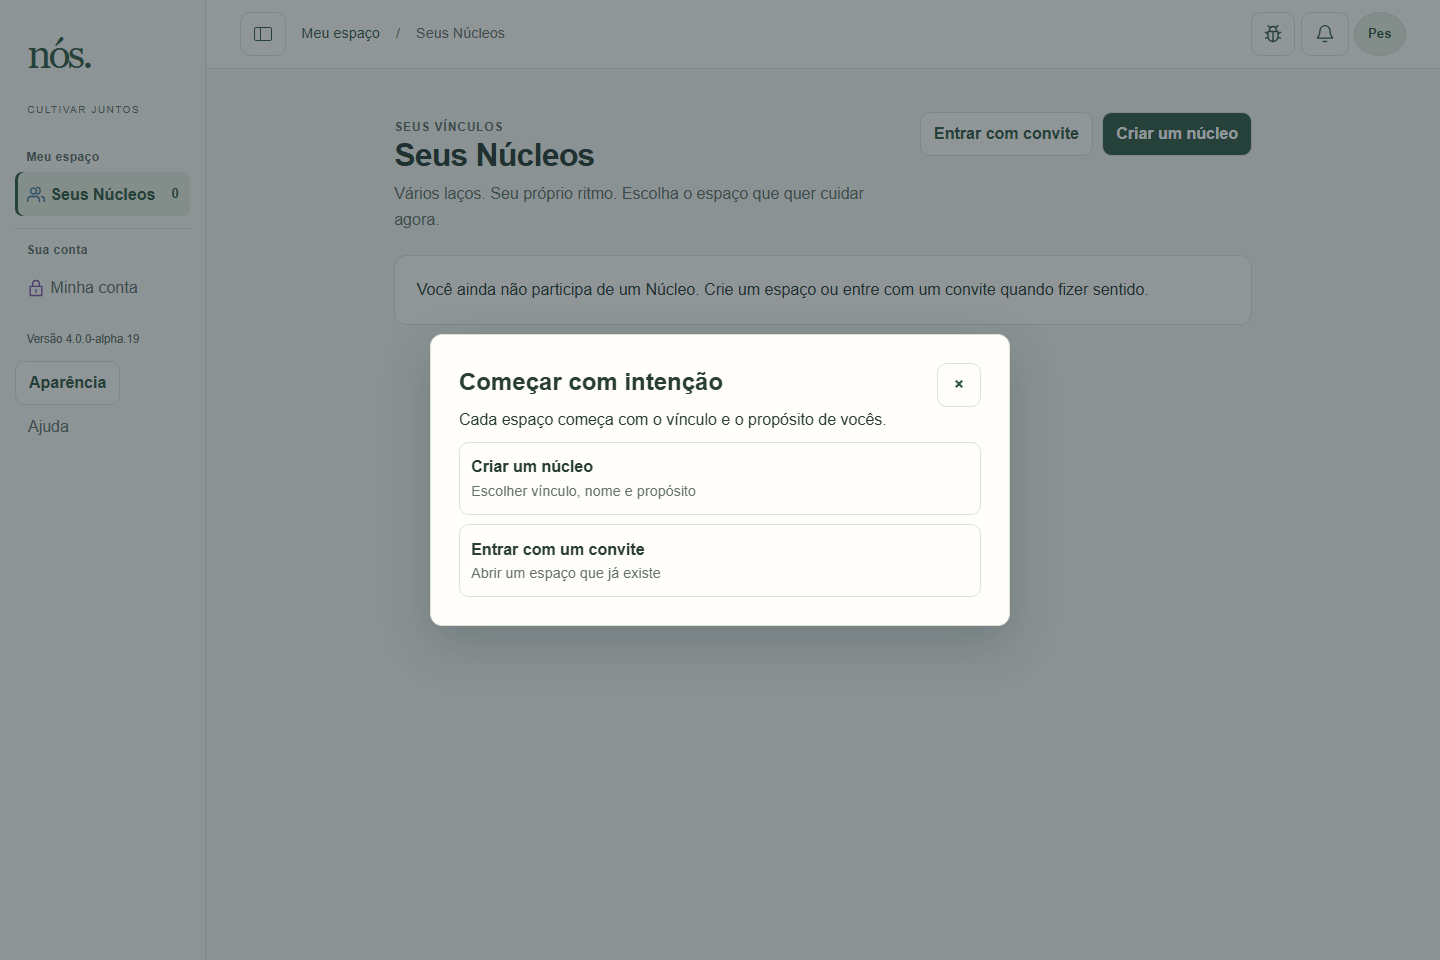 nós.
CULTIVAR JUNTOS
Meu espaço
Seus Núcleos 0
Sua conta
Minha conta
Versão 4.0.0-alpha.19
Aparência
Ajuda
Meu espaço / Seus Núcleos
Pes
SEUS VÍNCULOS
Seus Núcleos
Vários laços. Seu próprio ritmo. Escolha o espaço que quer cuidar
agora.
Entrar com convite
Criar um núcleo
Você ainda não participa de um Núcleo. Crie um espaço ou entre com um convite quando fizer sentido.
Começar com intenção
×
Cada espaço começa com o vínculo e o propósito de vocês.
Criar um núcleo
Escolher vínculo, nome e propósito
Entrar com um convite
Abrir um espaço que já existe